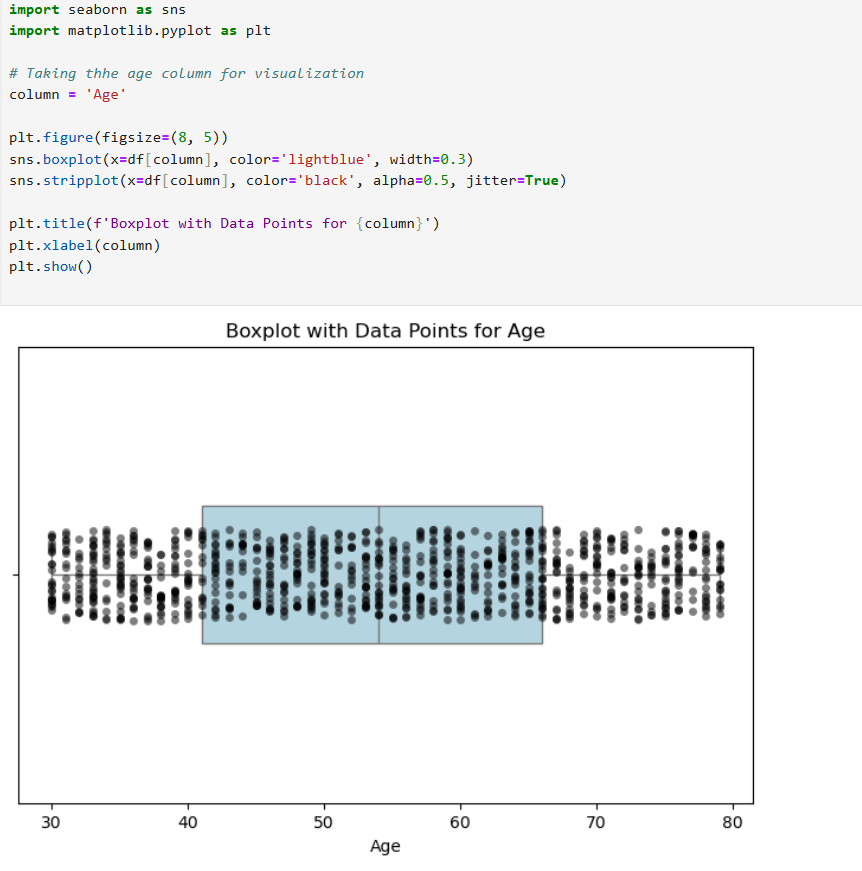 import seaborn as sns
import matplotlib.pyplot as plt
# Taking thhe age column for visualization
column = 'Age'
plt.figure(figsize=(8, 5))
sns.boxplot(x=df[column], color='lightblue', width=0.3)
sns.stripplot(x=df[column], color='black', alpha=0.5, jitter=True)
plt.title(f'Boxplot with Data Points for {column}')
plt.xlabel(column)
plt.show()
Boxplot with Data Points for Age
30 40 50 60 70 80
Age